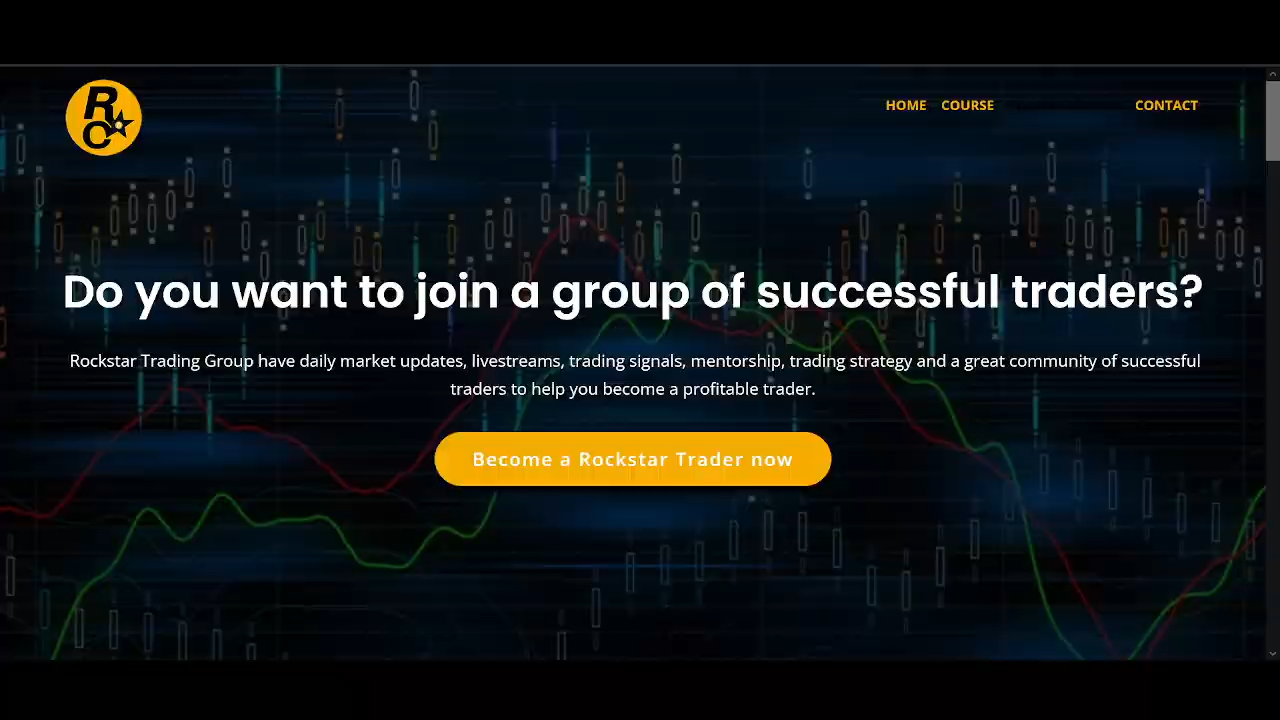 RC
HOME COURSE CONTACT
Do you want to join a group of successful traders?
Rockstar Trading Group have daily market updates, livestreams, trading signals, mentorship, trading strategy and a great community of successful
traders to help you become a profitable trader.
Become a Rockstar Trader now